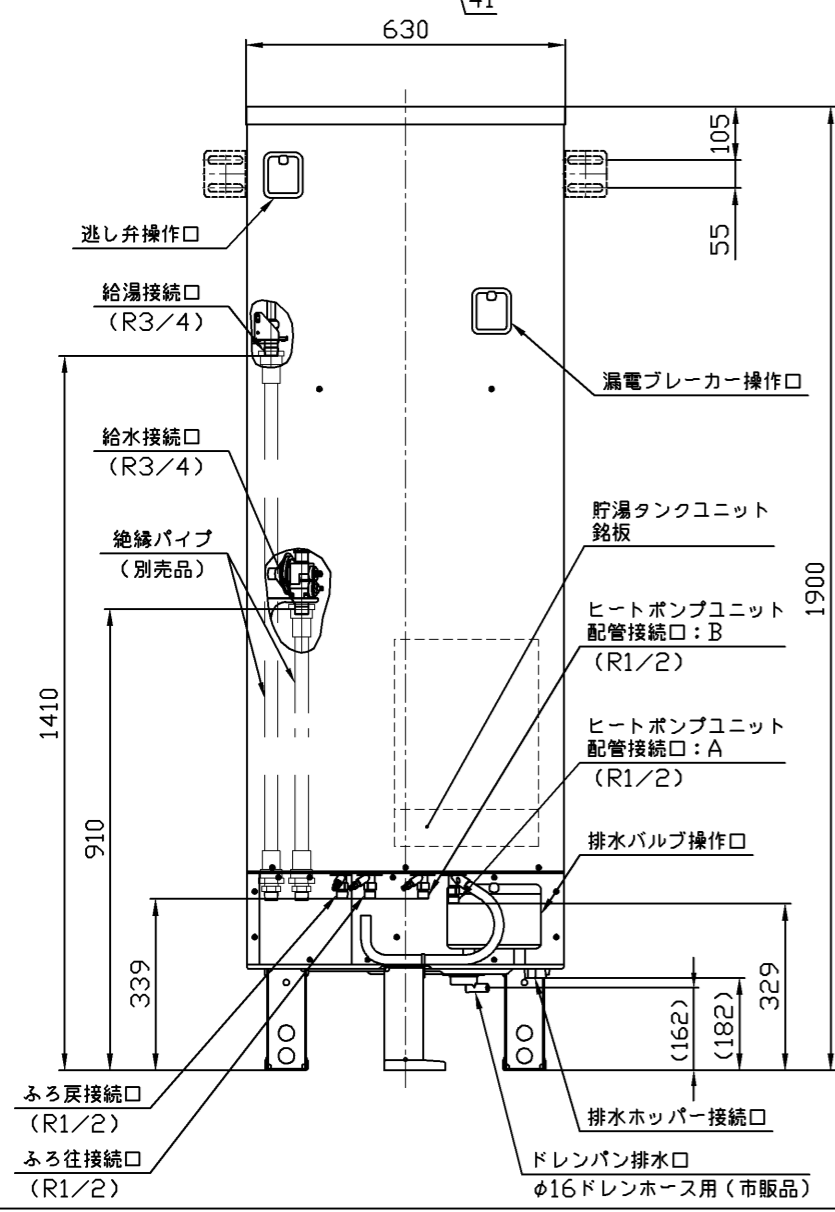 41
630
105
55
逃し弁操作口
給湯接続口
(R3/4)
漏電ブレーカー操作口
給水接続口
(R3/4)
貯湯タンクユニット
銘板
絶縁パイプ
(別売品)
1900
ヒートポンプユニット
配管接続口:B
(R1/2)
1410
ヒートポンプユニット
配管接続口:A
(R1/2)
910
排水バルブ操作口
339
329
(162)
(182)
ふろ戻接続口
(R1/2)
排水ホッパー接続口
ふろ往接続口
(R1/2)
ドレンパン排水口
φ16ドレンホース用(市販品)